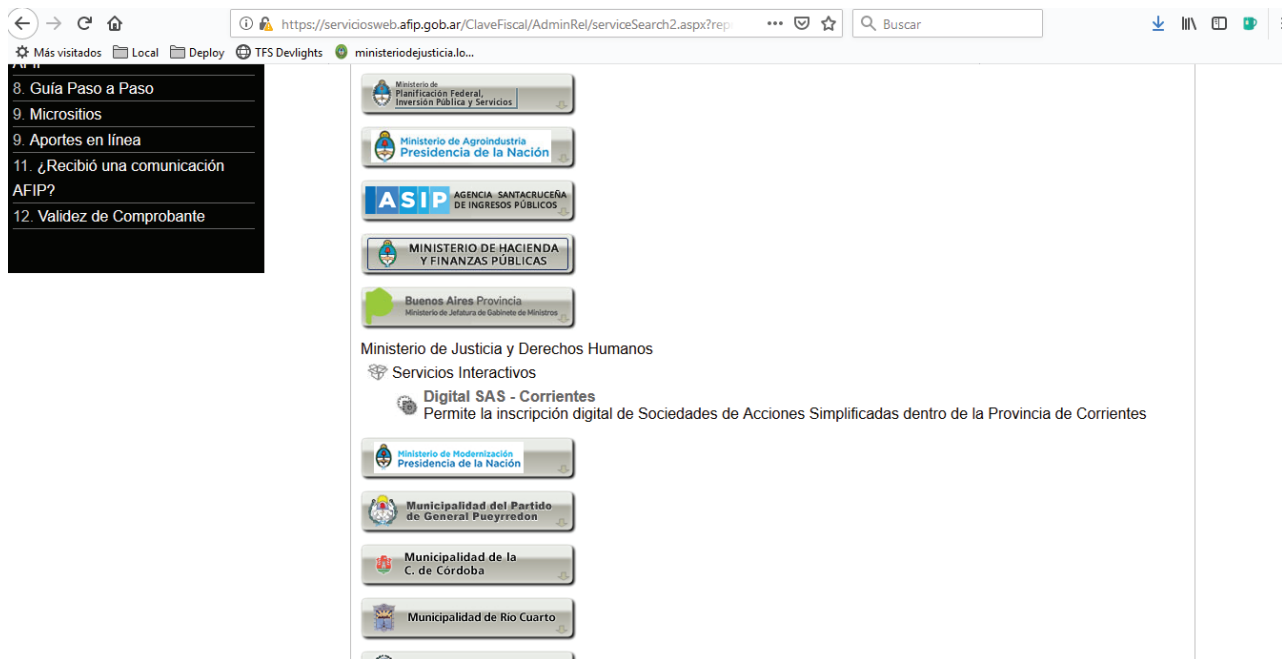 https://serviciosweb.afip.gob.ar/ClaveFiscal/AdminRel/serviceSearch2.aspx?rep
Buscar
Más visitados Local Deploy TFS Devlights ministeriodejusticia.lo...
AFIP
8. Guía Paso a Paso
9. Micrositios
9. Aportes en línea
11. ¿Recibió una comunicación
AFIP?
12. Validez de Comprobante
Ministerio de
Planificación Federal,
Inversión Pública y Servicios
Ministerio de Agroindustria
Presidencia de la Nación
ASIP
AGENCIA SANTACRUCEÑA
DE INGRESOS PÚBLICOS
MINISTERIO DE HACIENDA
Y FINANZAS PÚBLICAS
Buenos Aires Provincia
Ministerio de Jefatura de Gabinete de Ministros
Ministerio de Justicia y Derechos Humanos
Servicios Interactivos
Digital SAS - Corrientes
Permite la inscripción digital de Sociedades de Acciones Simplificadas dentro de la Provincia de Corrientes
Ministerio de Modernización
Presidencia de la Nación
Municipalidad del Partido
de General Pueyrredon
Municipalidad de la
C. de Córdoba
Municipalidad de Río Cuarto